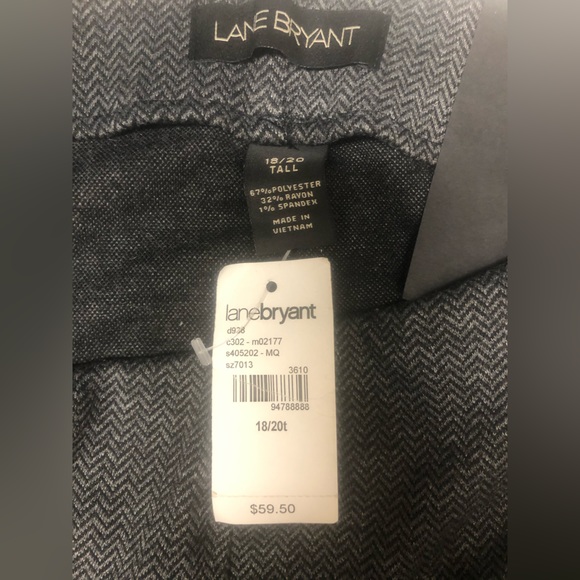 LANE BRYANT
18/20
TALL
67% POLYESTER
32% RAYON
1% SPANDEX
MADE IN
VIETNAM
lanebryant
d938
c302 - m02177
s405202 - MQ
sz7013
3610
94788888
18/20t
$59.50